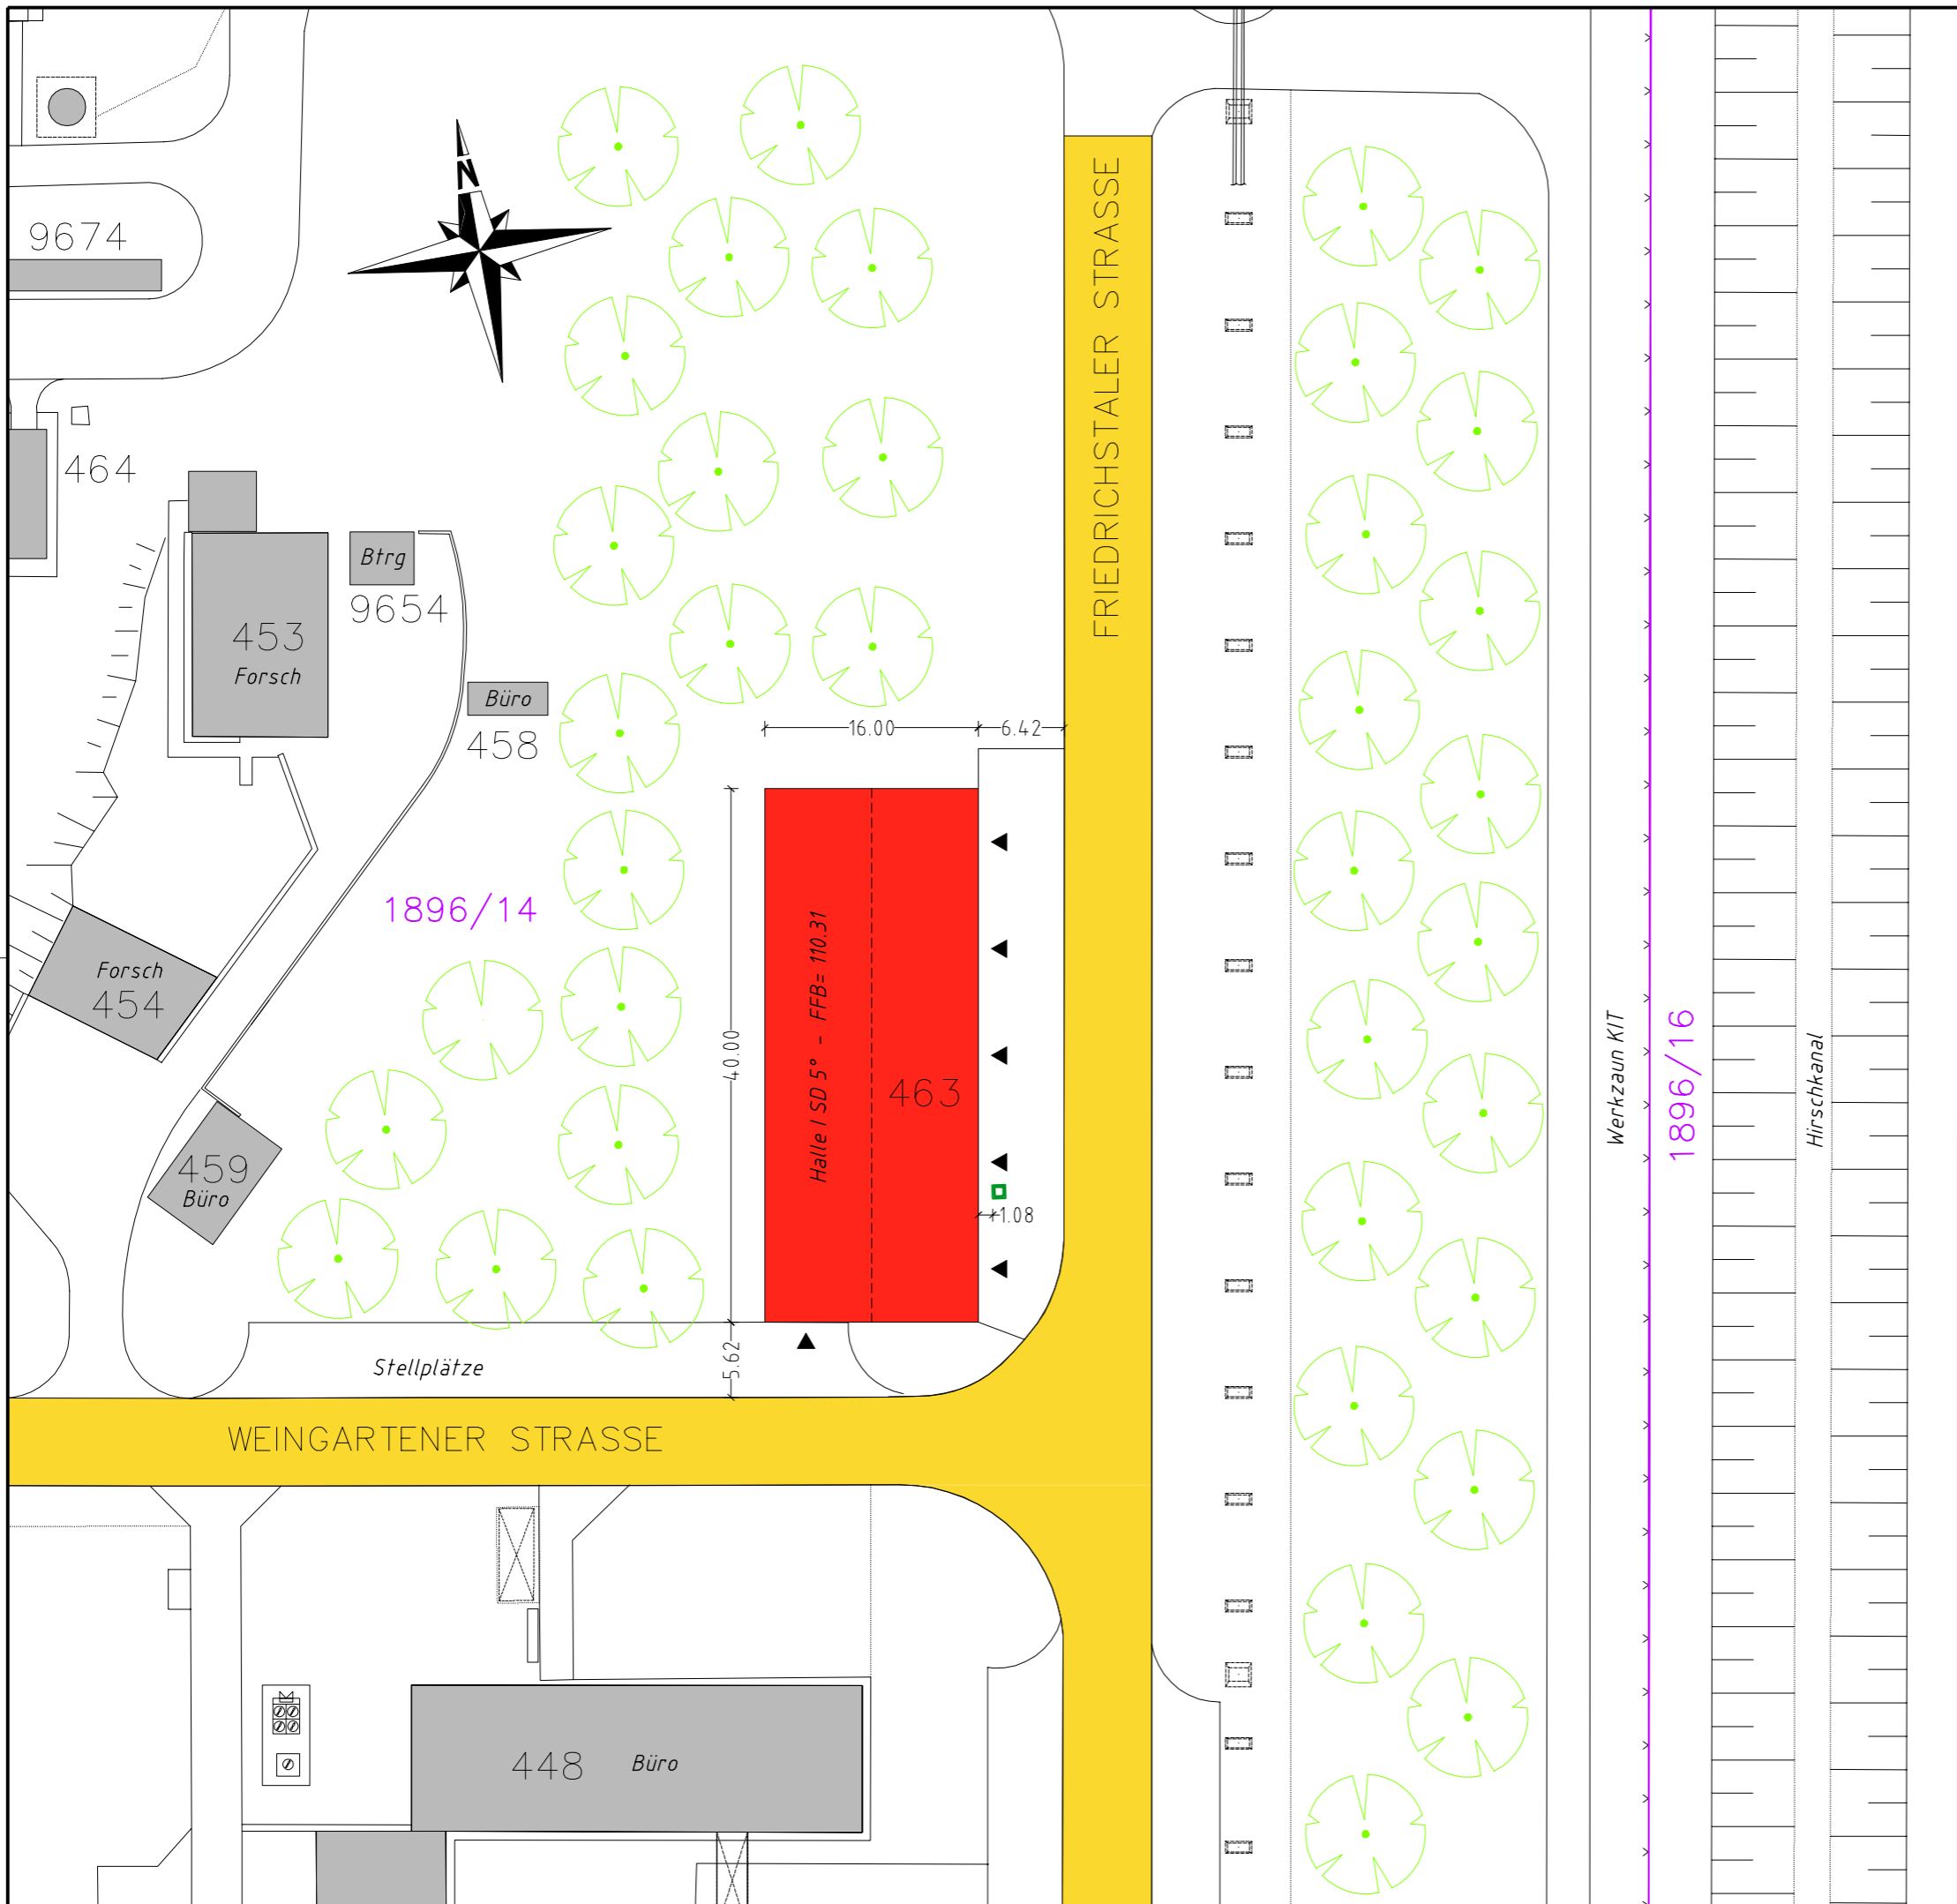 N
9674
464
Btrg
9654
453
Forsch
Büro
458
FRIEDRICHSTALER STRASSE
16.00
6.42
1896/14
Forsch
454
40.00
Halle I SD 5° - FFB= 110.31
463
1.08
459
Büro
5.62
Stellplätze
WEINGARTENER STRASSE
Werkzaun KIT
1896/16
Hirschkanal
448 Büro